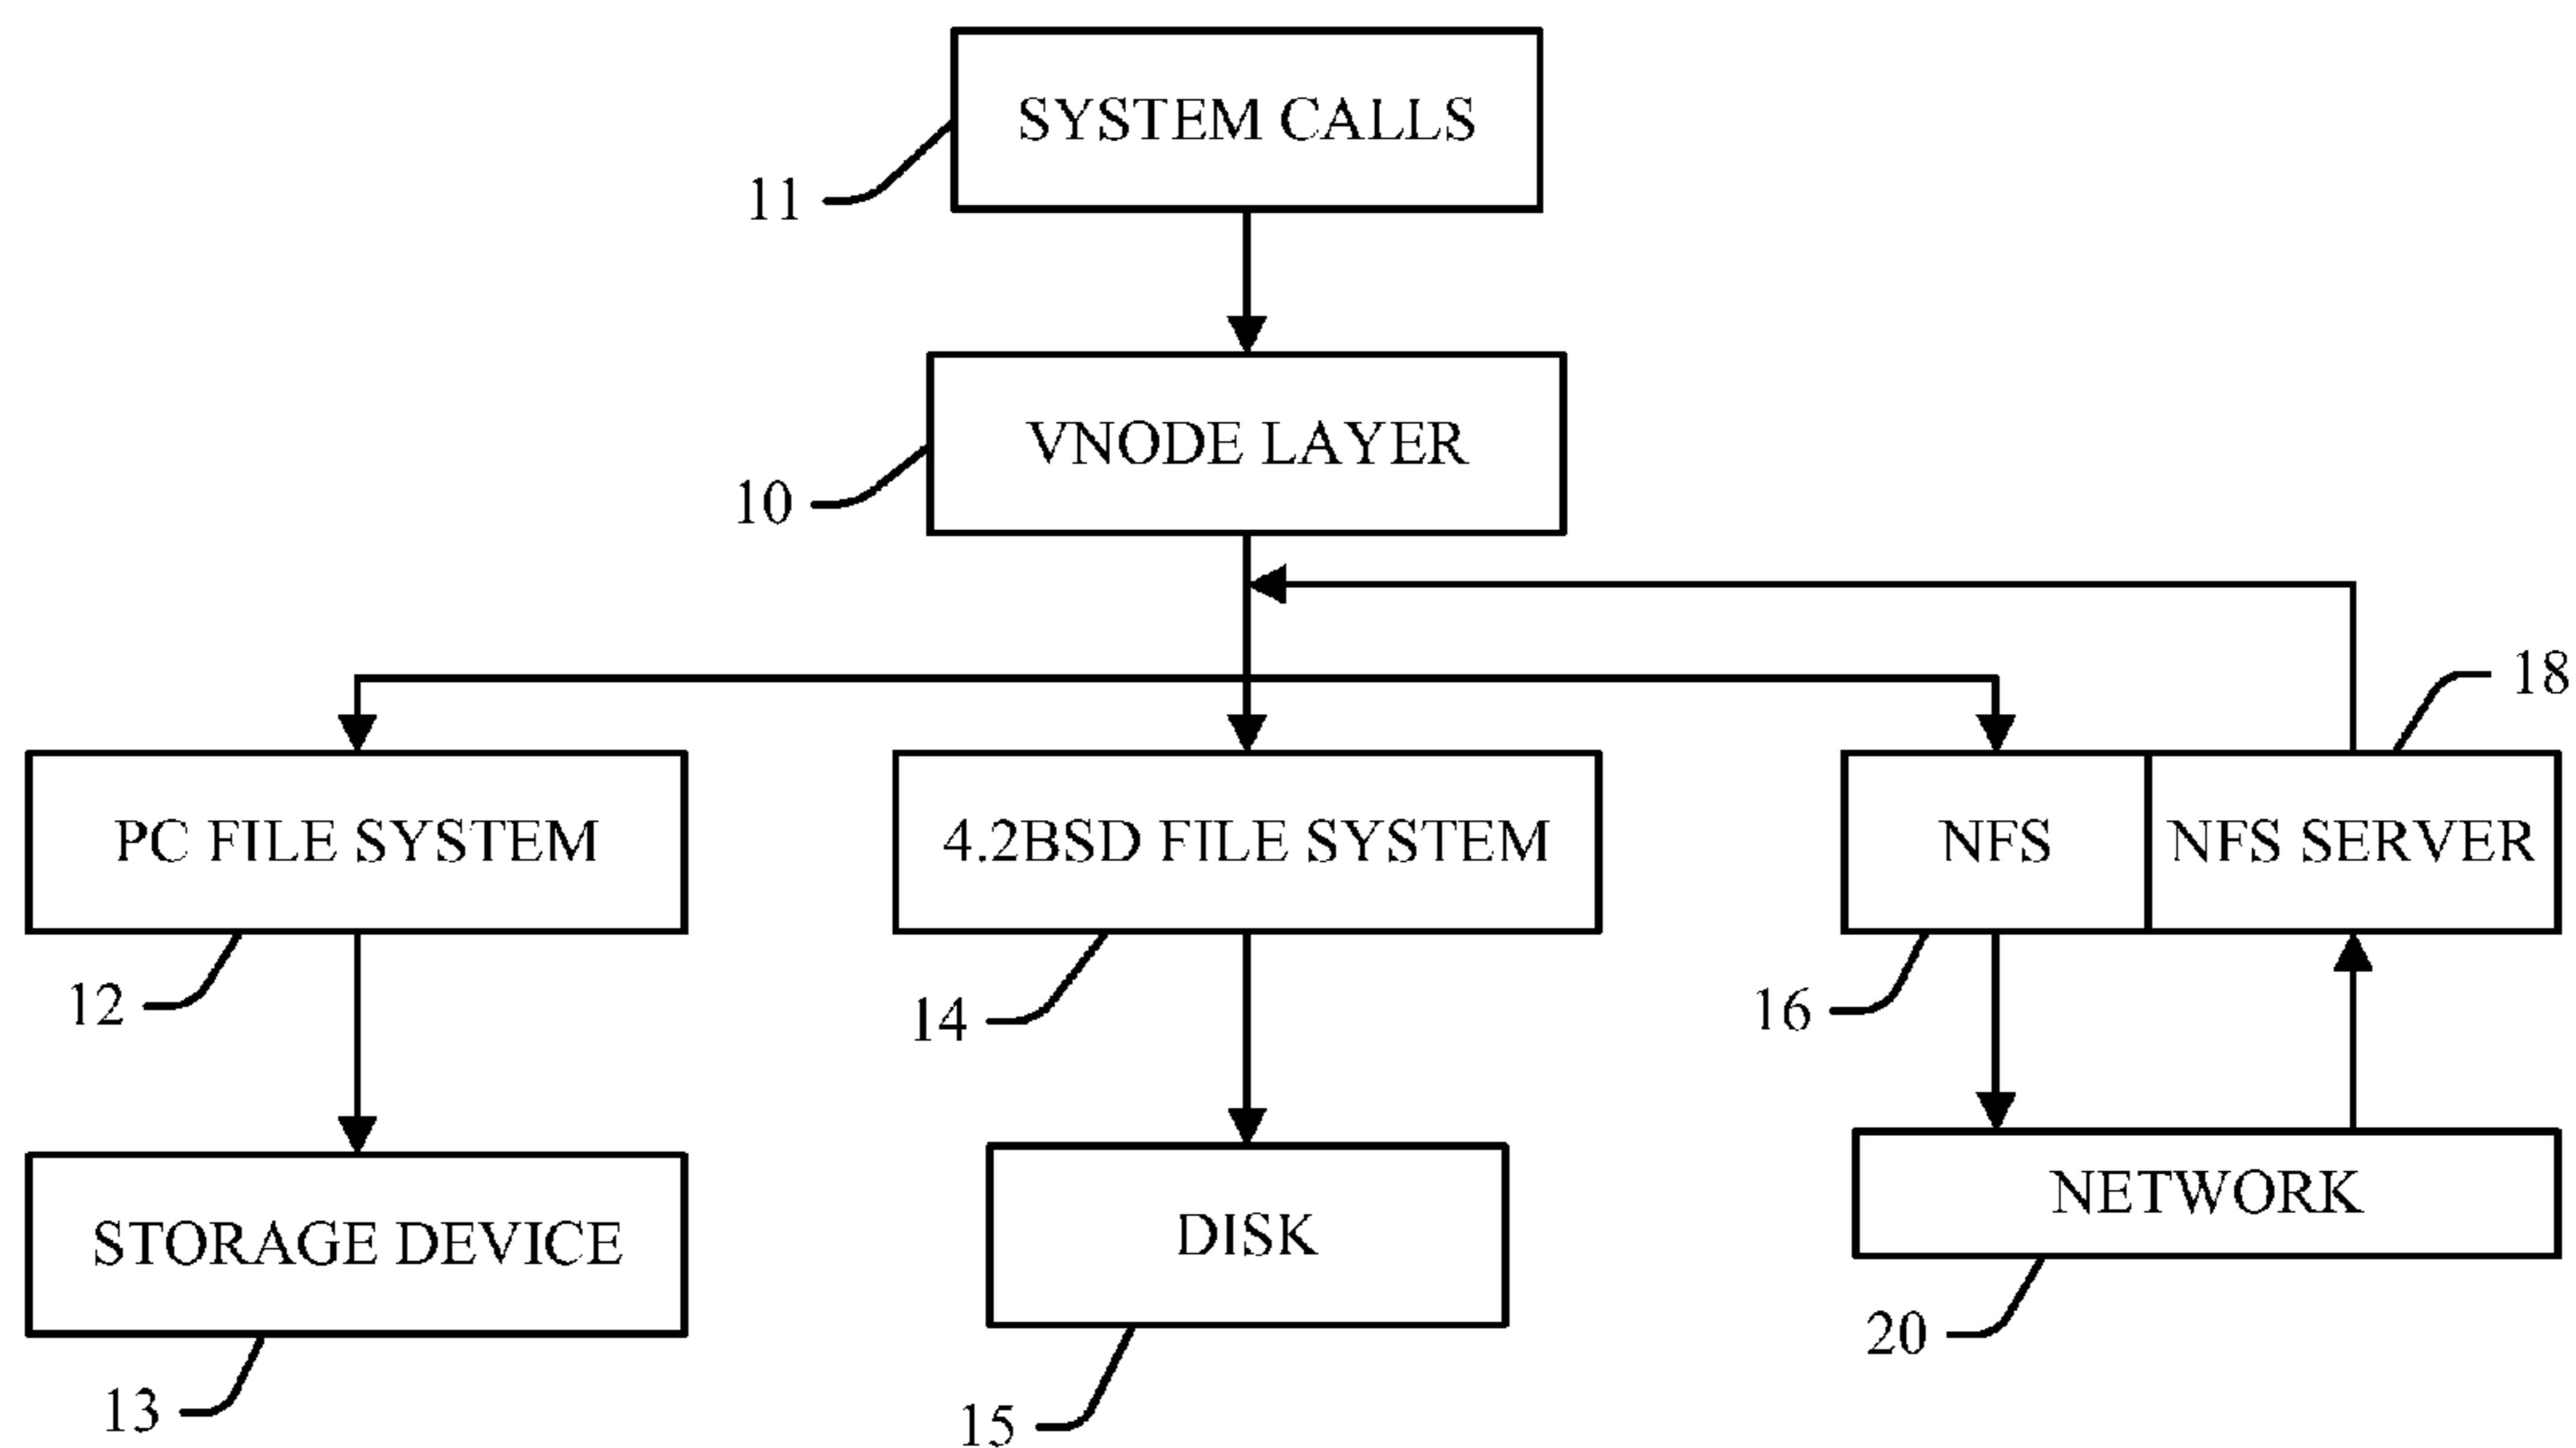 SYSTEM CALLS
11
VNODE LAYER
10
18
PC FILE SYSTEM
4.2BSD FILE SYSTEM
NFS
NFS SERVER
12
14
16
STORAGE DEVICE
DISK
NETWORK
13
15
20